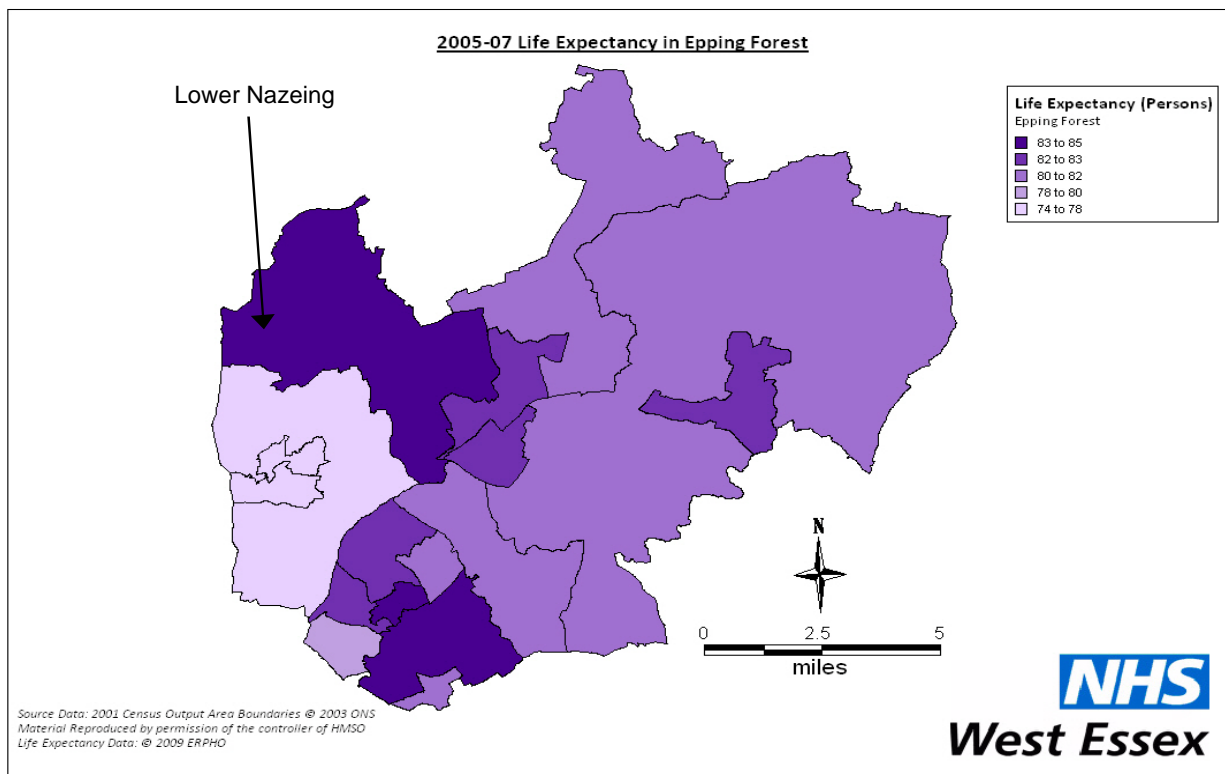 2005-07 Life Expectancy in Epping Forest
Lower Nazeing
Life Expectancy (Persons)
Epping Forest
83 to 85
82 to 83
80 to 82
78 to 80
74 to 78
N
0 2.5 5
miles
Source Data: 2001 Census Output Area Boundaries © 2003 ONS
Material Reproduced by permission of the controller of HMSO
Life Expectancy Data: © 2009 ERPHO
NHS
West Essex